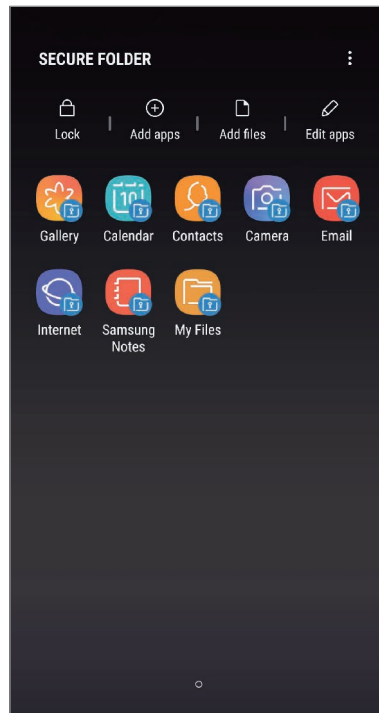 SECURE FOLDER
Lock
Add apps
Add files
Edit apps
10
Gallery
Calendar
Contacts
Camera
Email
Internet
Samsung
Notes
My Files